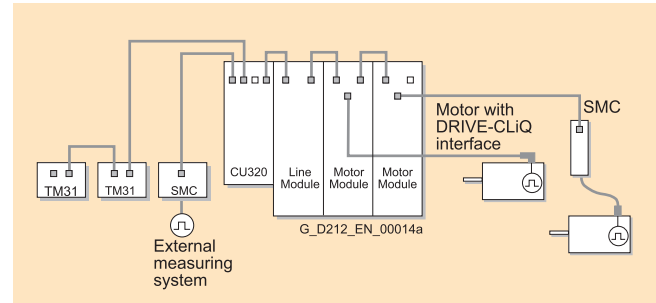 Motor with
DRIVE-CLiQ
interface
SMC
TM31
TM31
SMC
CU320
Line
Module
Motor
Module
Motor
Module
G_D212_EN_00014a
External
measuring
system